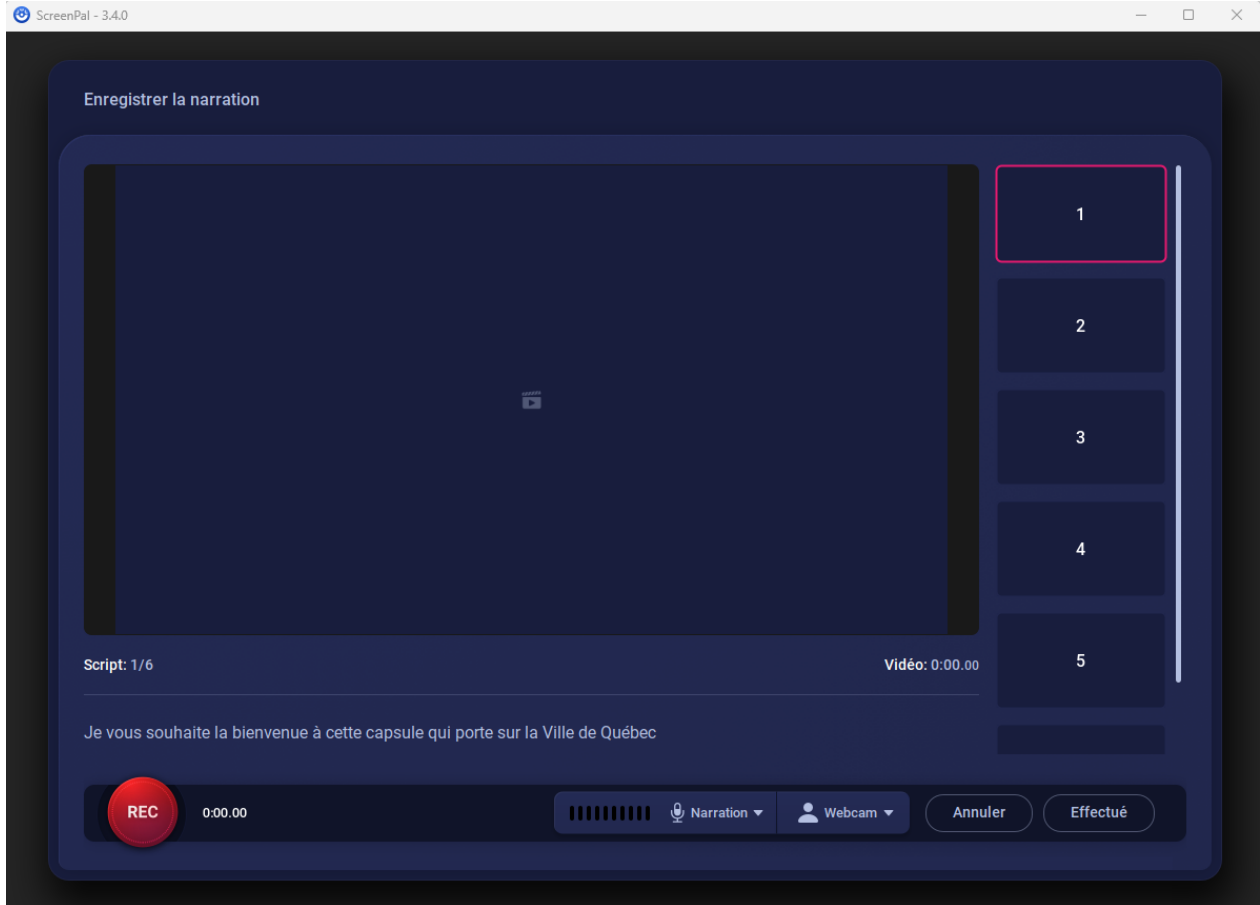 ScreenPal - 3.4.0
Enregistrer la narration
1
2
3
4
5
Script: 1/6
Vidéo: 0:00.00
Je vous souhaite la bienvenue à cette capsule qui porte sur la Ville de Québec
REC
0:00.00
Narration
Webcam
Annuler
Effectué